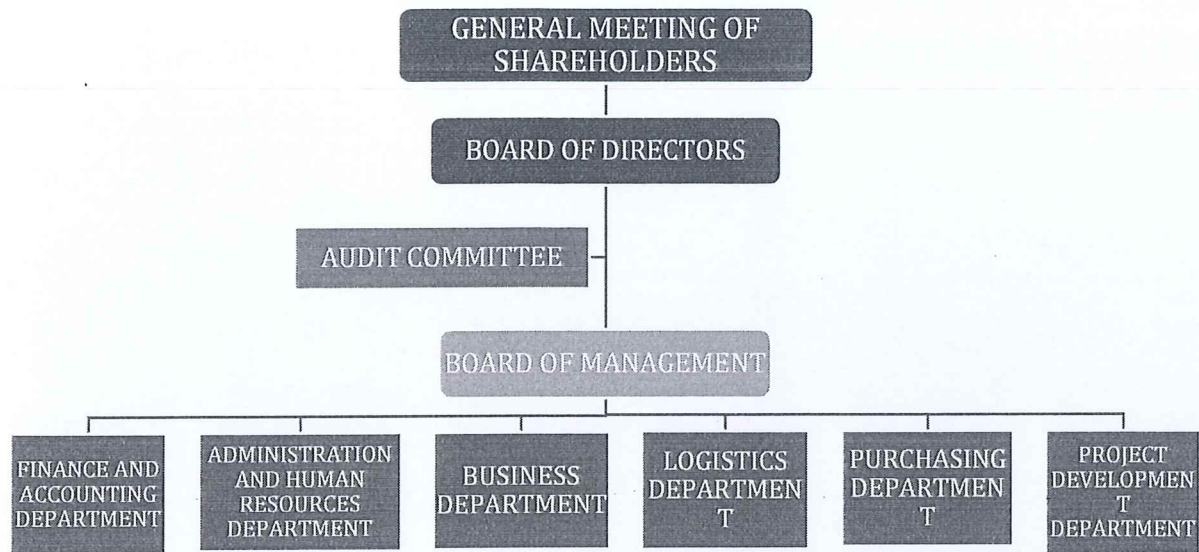 GENERAL MEETING OF
SHAREHOLDERS
BOARD OF DIRECTORS
AUDIT COMMITTEE
BOARD OF MANAGEMENT
FINANCE AND
ACCOUNTING
DEPARTMENT
ADMINISTRATION
AND HUMAN
RESOURCES
DEPARTMENT
BUSINESS
DEPARTMENT
LOGISTICS
DEPARTMEN
T
PURCHASING
DEPARTMEN
T
PROJECT
DEVELOPMEN
T
DEPARTMENT